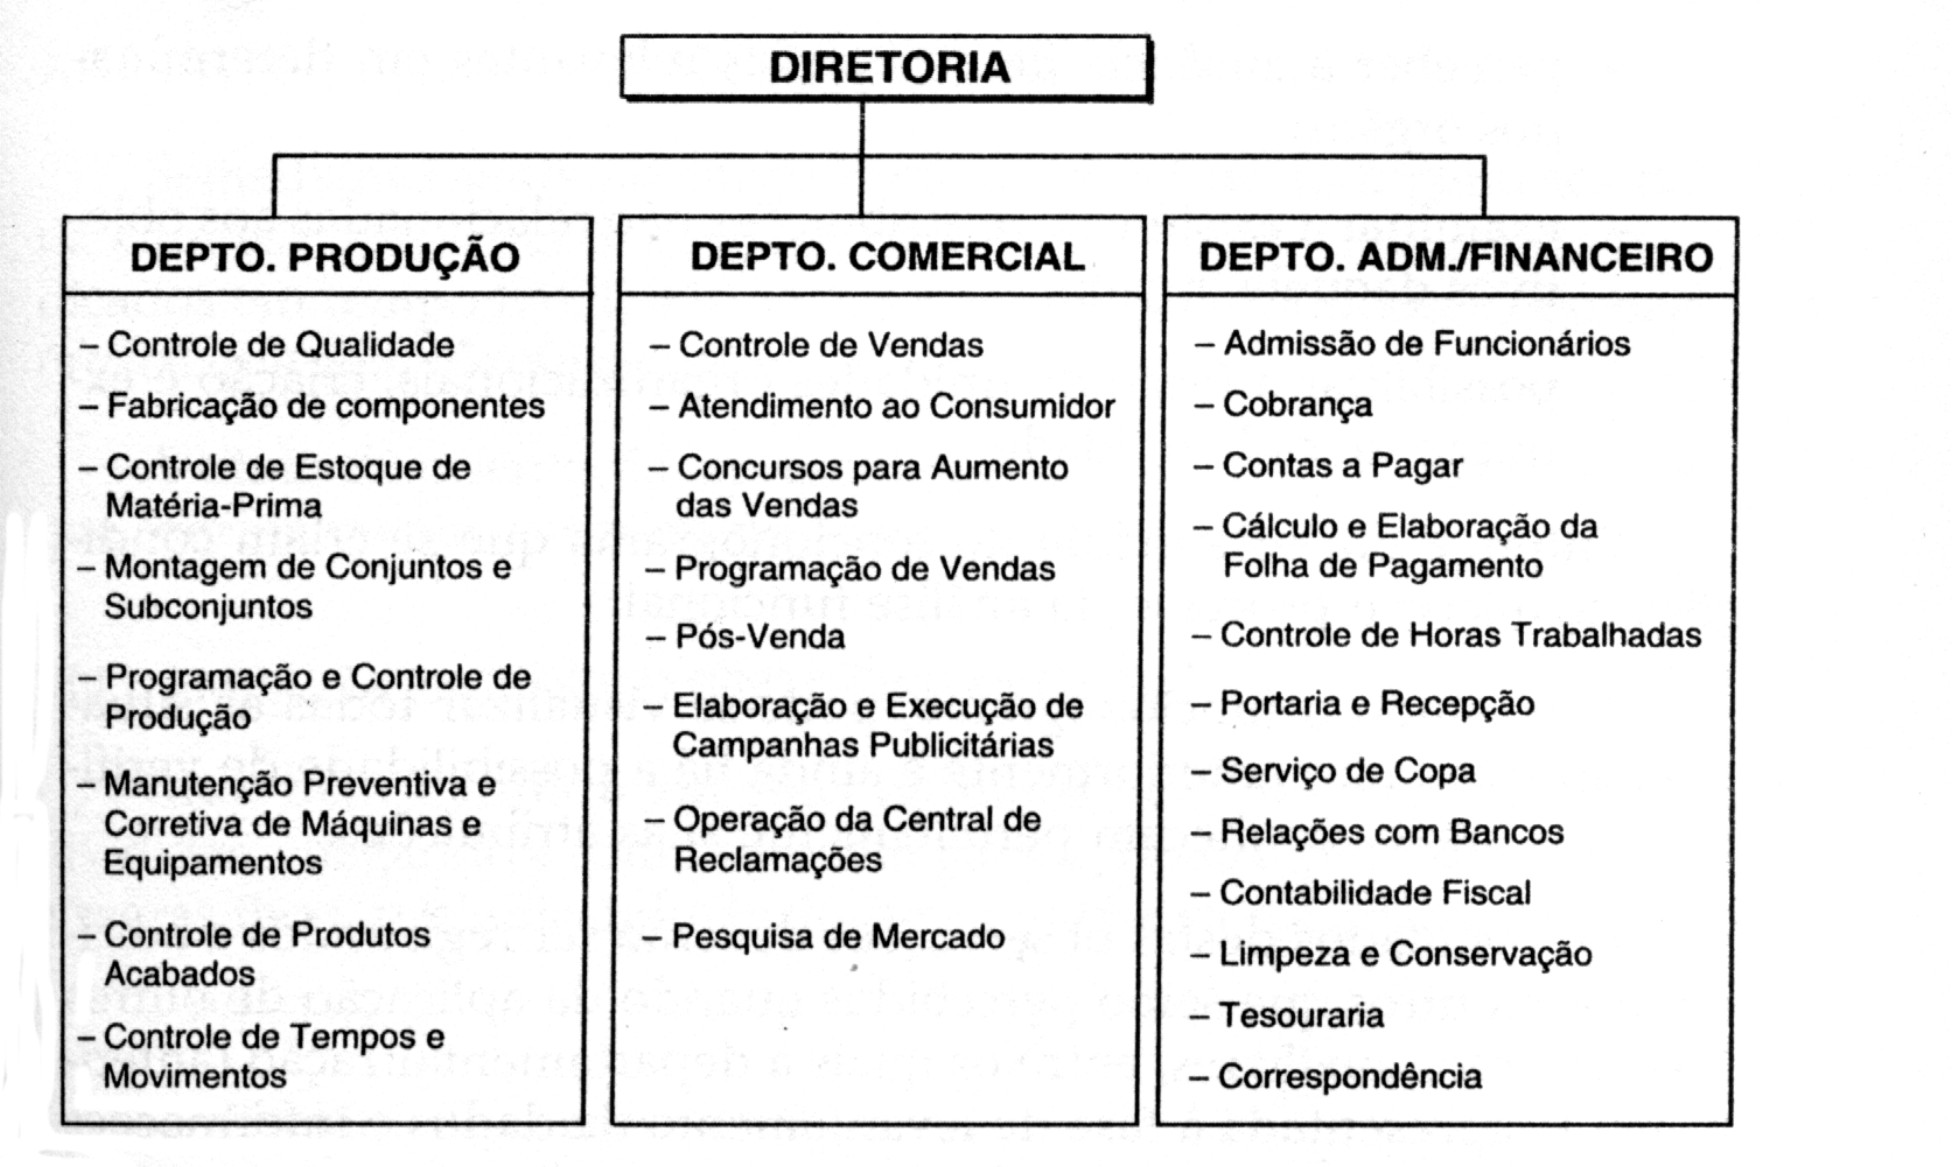 DIRETORIA
DEPTO. PRODUÇÃO
– Controle de Qualidade
– Fabricação de componentes
– Controle de Estoque de
Matéria-Prima
– Montagem de Conjuntos e
Subconjuntos
– Programação e Controle de
Produção
– Manutenção Preventiva e
Corretiva de Máquinas e
Equipamentos
– Controle de Produtos
Acabados
– Controle de Tempos e
Movimentos
DEPTO. COMERCIAL
– Controle de Vendas
– Atendimento ao Consumidor
– Concursos para Aumento
das Vendas
– Programação de Vendas
– Pós-Venda
– Elaboração e Execução de
Campanhas Publicitárias
– Operação da Central de
Reclamações
– Pesquisa de Mercado
DEPTO. ADM./FINANCEIRO
– Admissão de Funcionários
– Cobrança
– Contas a Pagar
– Cálculo e Elaboração da
Folha de Pagamento
– Controle de Horas Trabalhadas
– Portaria e Recepção
– Serviço de Copa
– Relações com Bancos
– Contabilidade Fiscal
– Limpeza e Conservação
– Tesouraria
– Correspondência